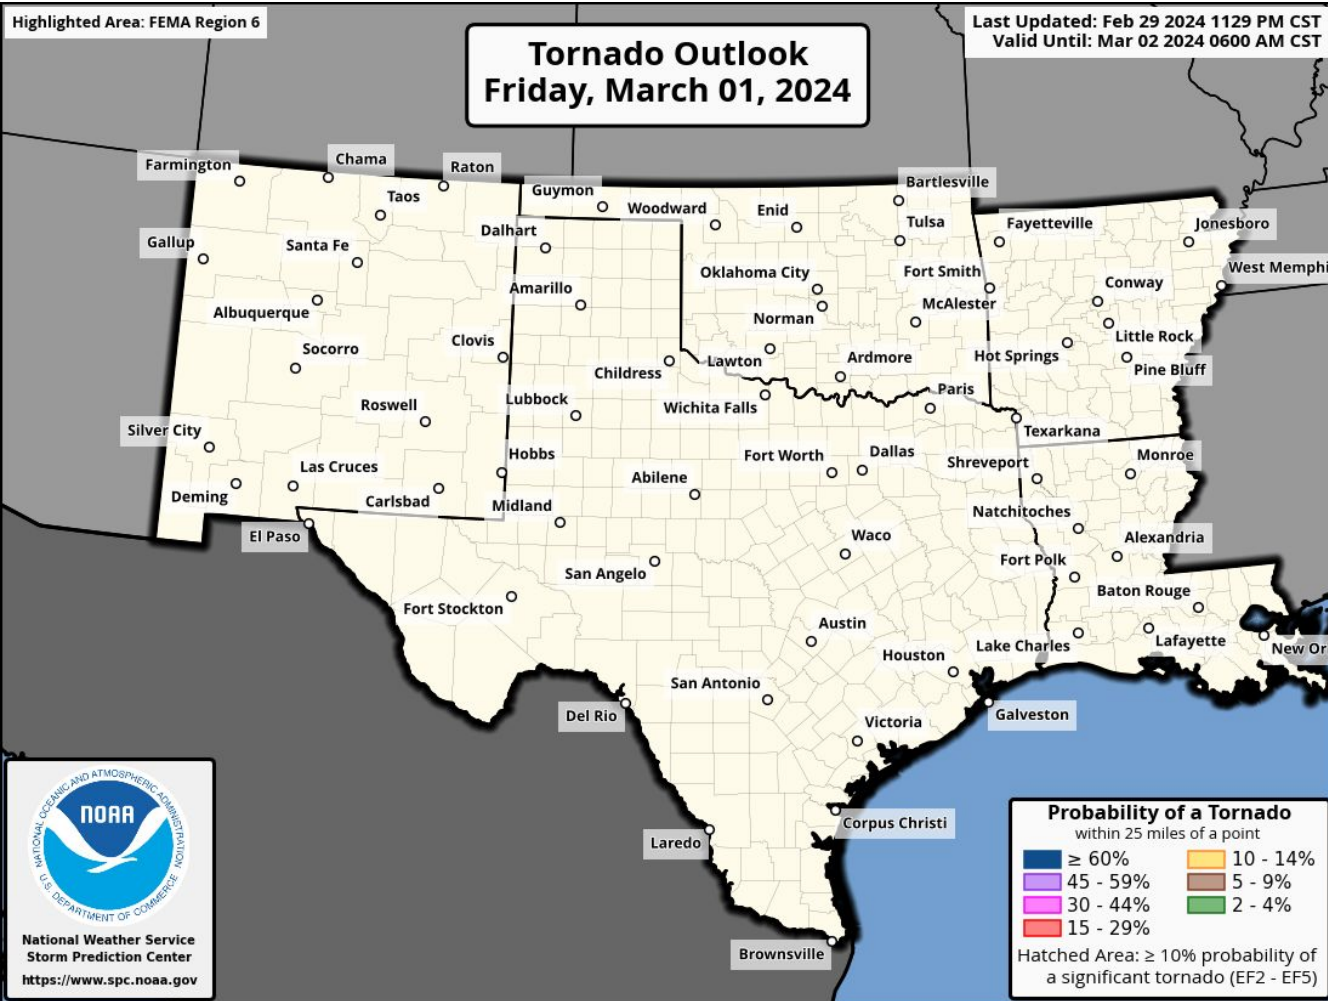 Highlighted Area: FEMA Region 6
Last Updated: Feb 29 2024 1129 PM CST
Valid Until: Mar 02 2024 0600 AM CST
Tornado Outlook
Friday, March 01, 2024
Farmington
Chama
Raton
Taos
Guymon
Woodward
Enid
Bartlesville
Tulsa
Fayetteville
Jonesboro
Gallup
Santa Fe
Dalhart
Oklahoma City
Fort Smith
West Memphi
Conway
Amarillo
Albuquerque
Norman
McAlester
Little Rock
Socorro
Clovis
Childress
Lawton
Ardmore
Hot Springs
Pine Bluff
Roswell
Lubbock
Wichita Falls
Paris
Texarkana
Silver City
Las Cruces
Hobbs
Abilene
Fort Worth
Dallas
Shreveport
Monroe
Deming
Carlsbad
Midland
Natchitoches
El Paso
Waco
Alexandria
San Angelo
Fort Polk
Fort Stockton
Baton Rouge
Austin
Lake Charles
Lafayette
New Or
Houston
San Antonio
Del Rio
Galveston
Victoria
Corpus Christi
Laredo
Brownsville
NATIONAL OCEANIC AND ATMOSPHERIC ADMINISTRATION
NOAA
U.S. DEPARTMENT OF COMMERCE
National Weather Service
Storm Prediction Center
https://www.spc.noaa.gov
Probability of a Tornado
within 25 miles of a point
≥ 60%
45 - 59%
30 - 44%
15 - 29%
10 - 14%
5 - 9%
2 - 4%
Hatched Area: ≥ 10% probability of
a significant tornado (EF2 - EF5)